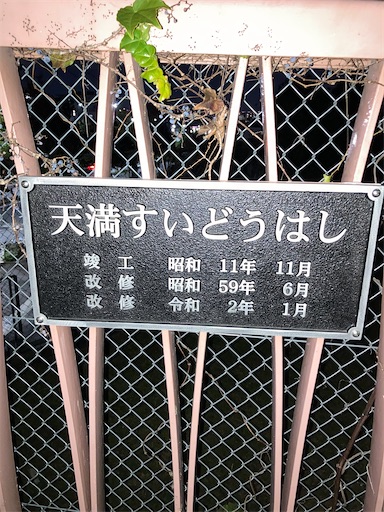 天満すいどうはし
竣工 昭和 11年 11月
改修 昭和 59年 6月
改修 令和 2年 1月